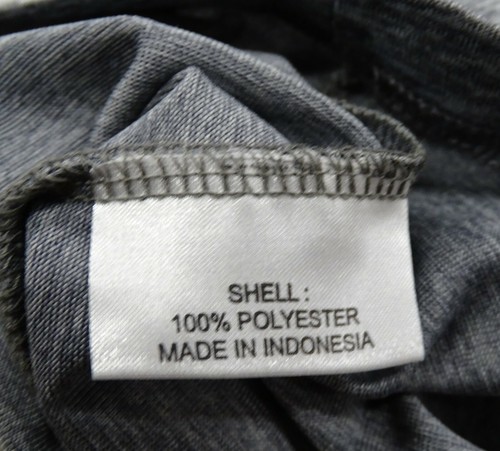 SHELL :
100% POLYESTER
MADE IN INDONESIA